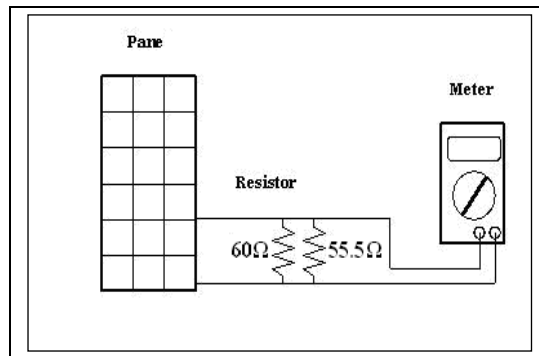 Pane
Meter
Resistor
60Ω
55.5Ω